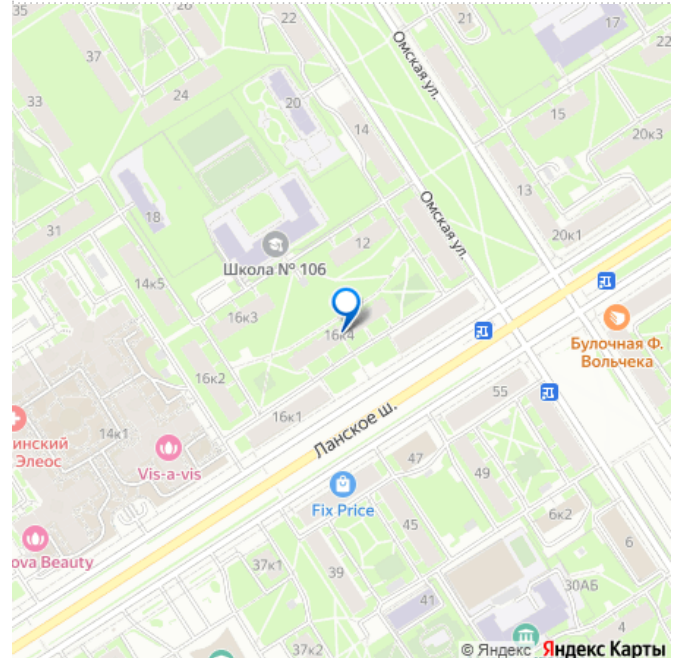 22
21
17
22
37
33
24
20
Омская ул.
14
15
20к3
18
Омская ул.
13
31
12
20к1
Школа № 106
14к5
16к3
16к4
Булочная Ф.
Вольчека
16к2
55
16к1
Ланское ш.
14к1
инский
Элеос
Vis-a-vis
47
49
Fix Price
45
6к2
6
ova Beauty
37к1
39
30АБ
41
4
37к2
© Яндекс Яндекс Карты